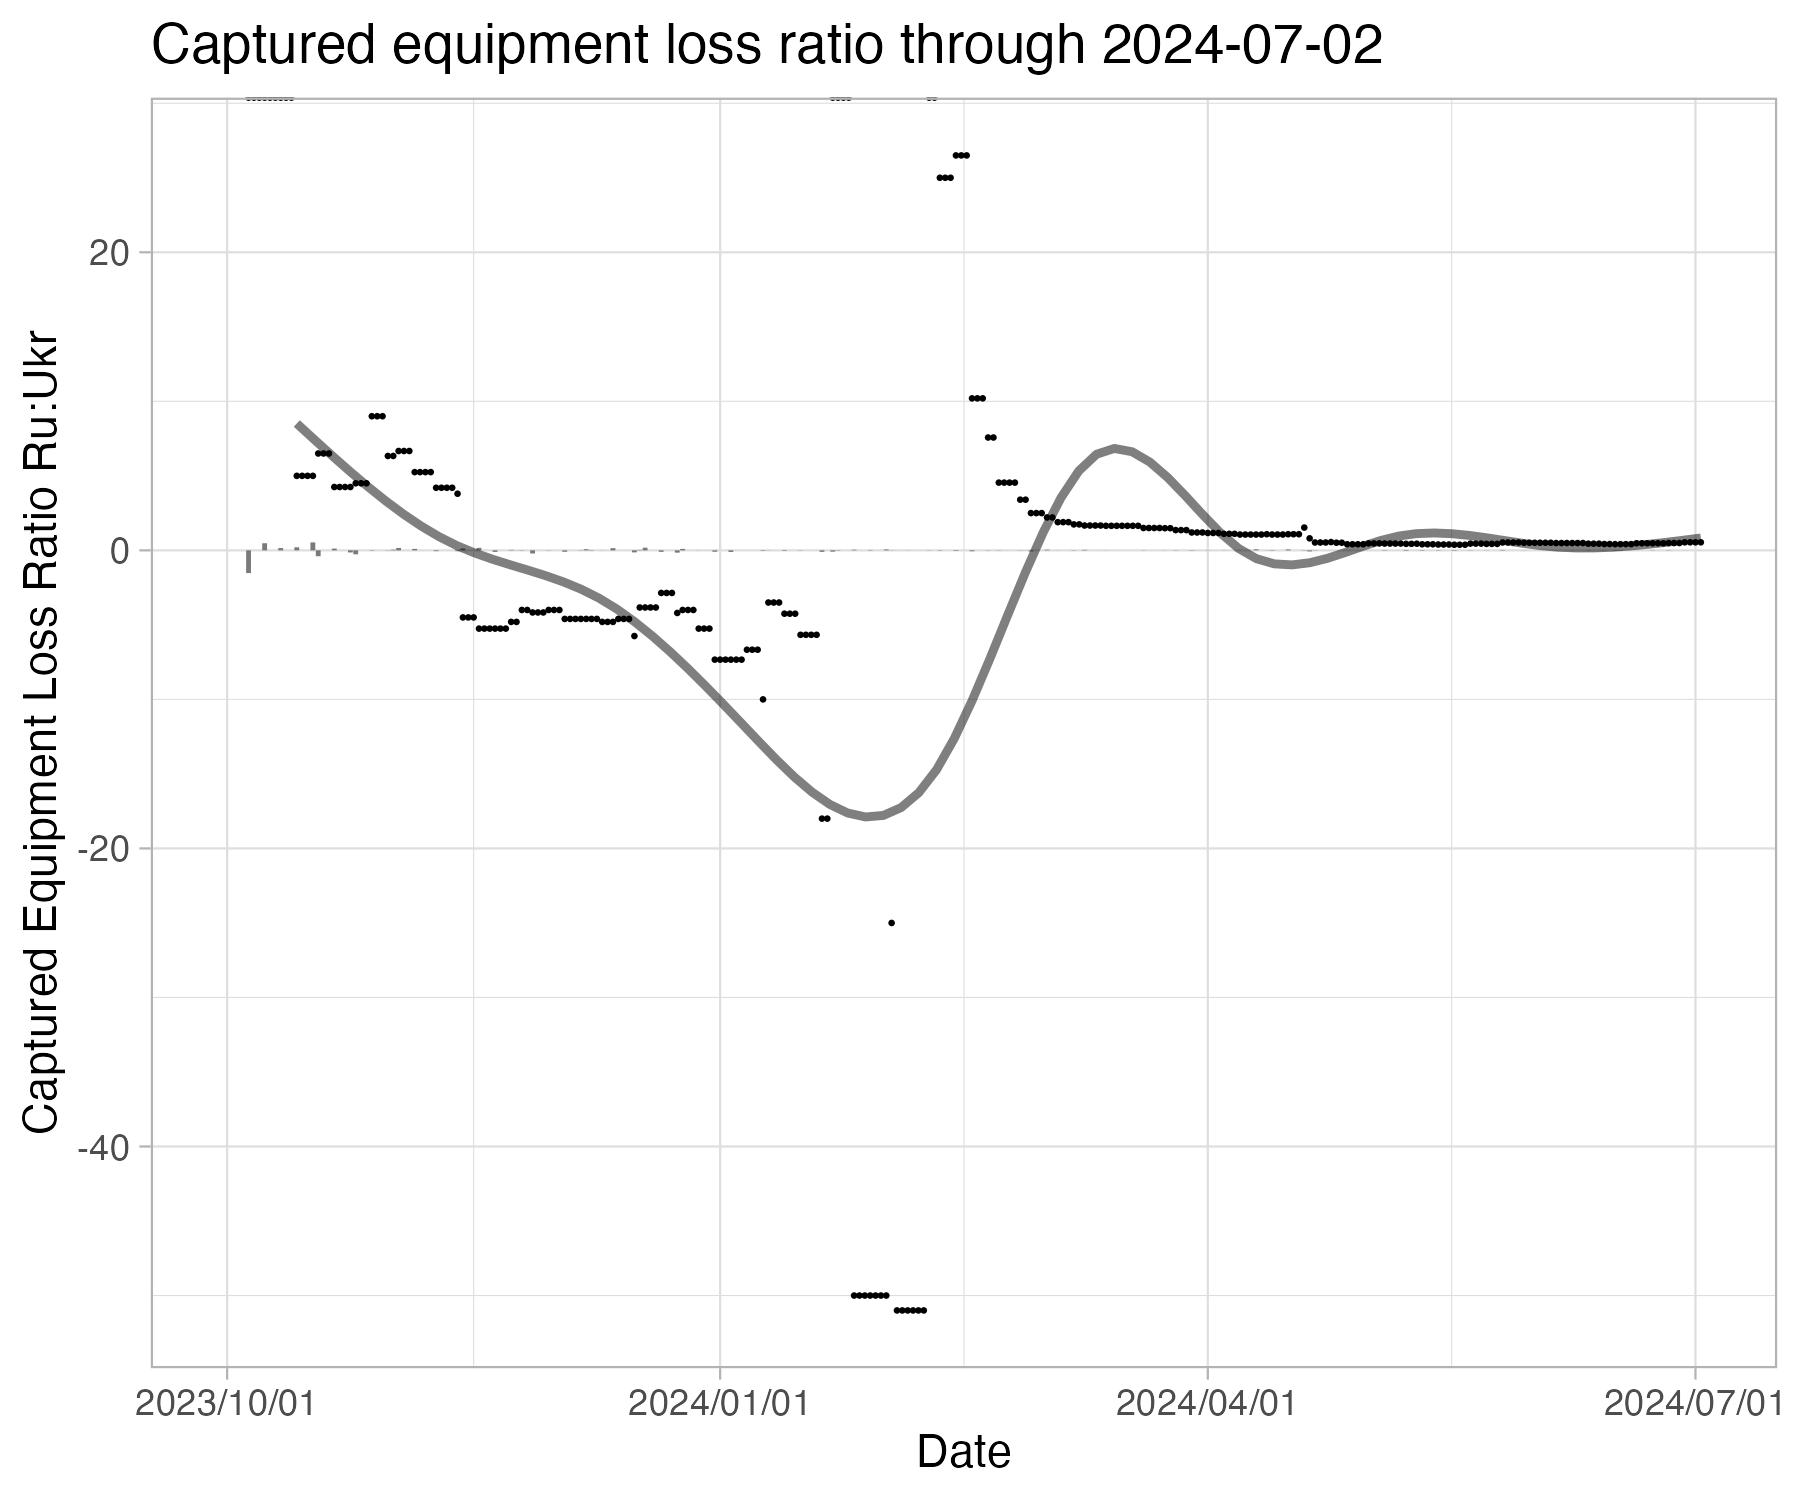 Captured equipment loss ratio through 2024-07-02
Captured Equipment Loss Ratio Ru:Ukr
20
0
-20
-40
2023/10/01
2024/01/01
2024/04/01
2024/07/01
Date